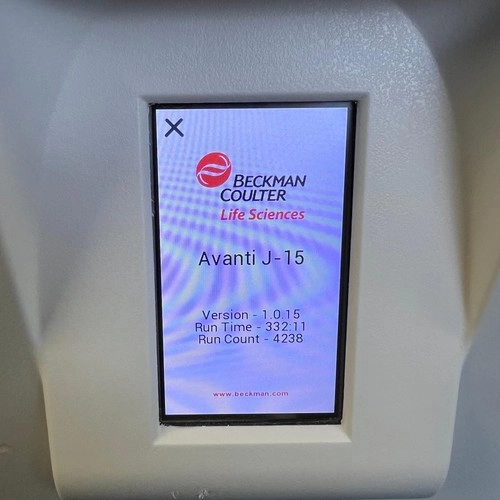 BECKMAN
COULTER
Life Sciences
Avanti J-15
Version - 1.0.15
Run Time - 332:11
Run Count - 4238
www.beckman.com